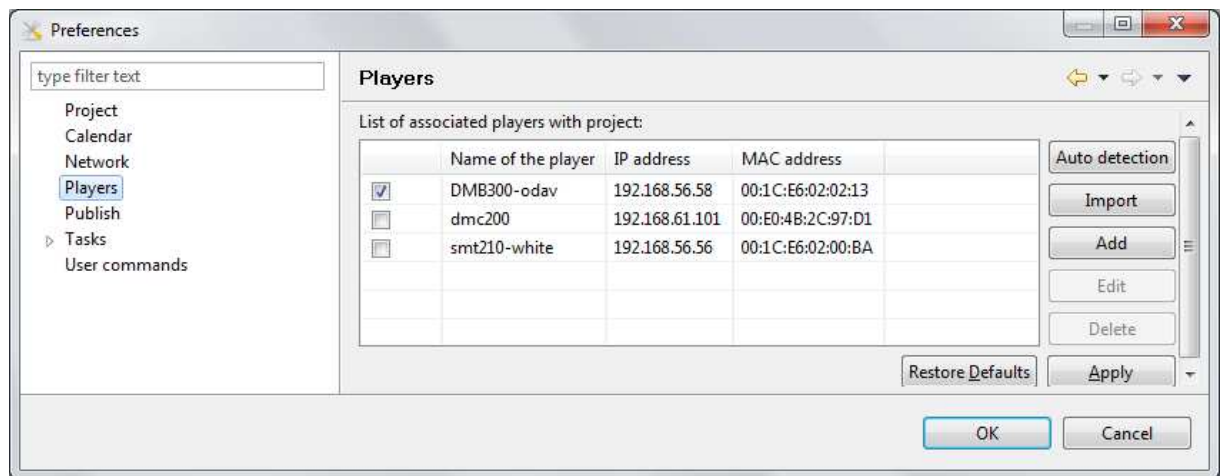 Preferences
type filter text
Project
Calendar
Network
Players
Publish
Tasks
User commands
Players
List of associated players with project:
Name of the player IP address MAC address
DMB300-odav 192.168.56.58 00:1C:E6:02:02:13
dmc200 192.168.61.101 00:E0:4B:2C:97:D1
smt210-white 192.168.56.56 00:1C:E6:02:00:BA
Auto detection
Import
Add
Edit
Delete
Restore Defaults Apply
OK Cancel